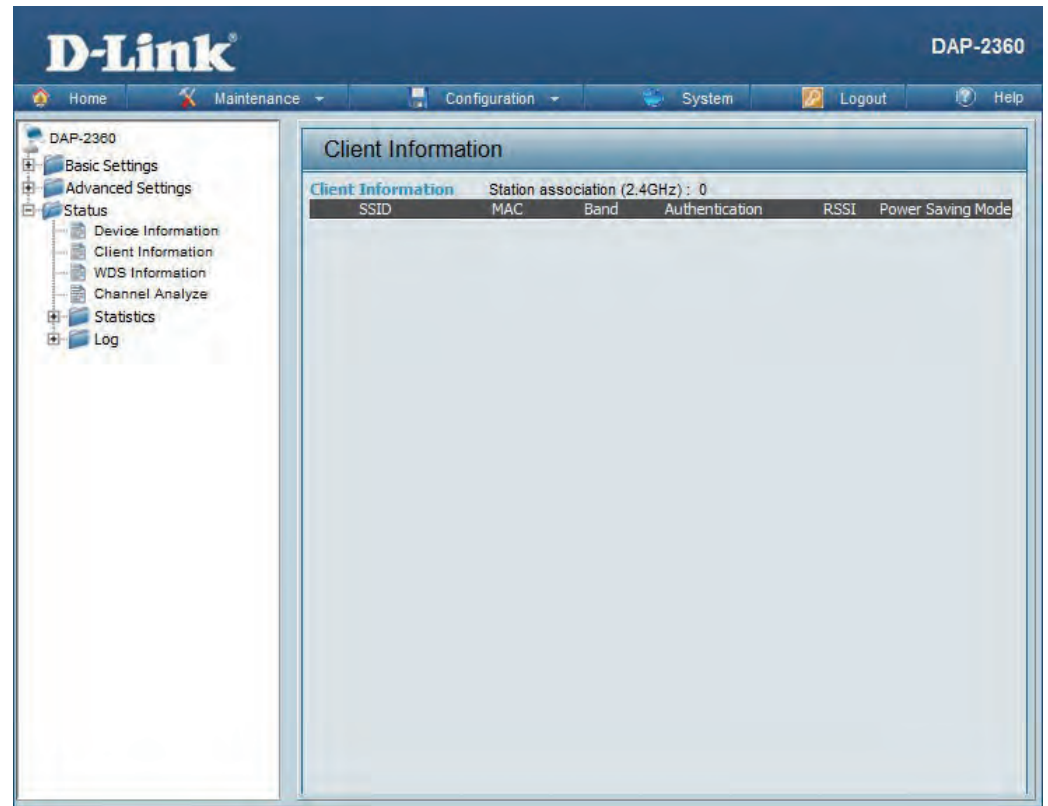 D-Link®
DAP-2360
Home Maintenance Configuration System Logout Help
DAP-2360
Basic Settings
Advanced Settings
Status
Device Information
Client Information
WDS Information
Channel Analyze
Statistics
Log
Client Information
Client Information Station association (2.4GHz) : 0
SSID MAC Band Authentication RSSI Power Saving Mode